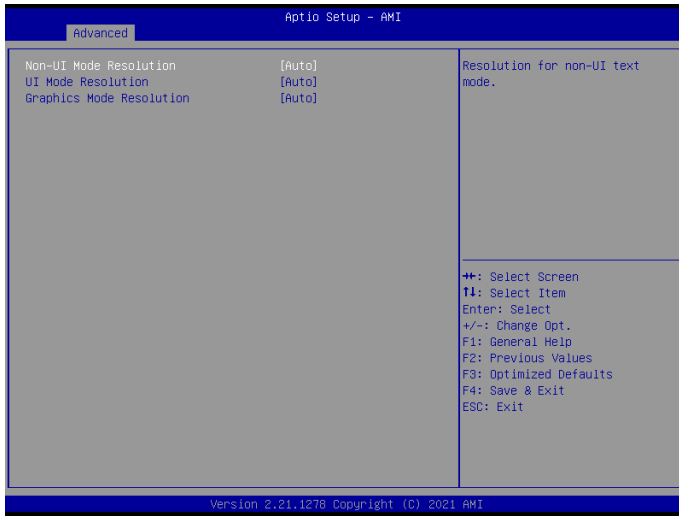 Aptio Setup – AMI
Advanced
Non-UI Mode Resolution [Auto]
UI Mode Resolution [Auto]
Graphics Mode Resolution [Auto]
Resolution for non-UI text
mode.
→←: Select Screen
↑↓: Select Item
Enter: Select
+/-: Change Opt.
F1: General Help
F2: Previous Values
F3: Optimized Defaults
F4: Save & Exit
ESC: Exit
Version 2.21.1278 Copyright (C) 2021 AMI